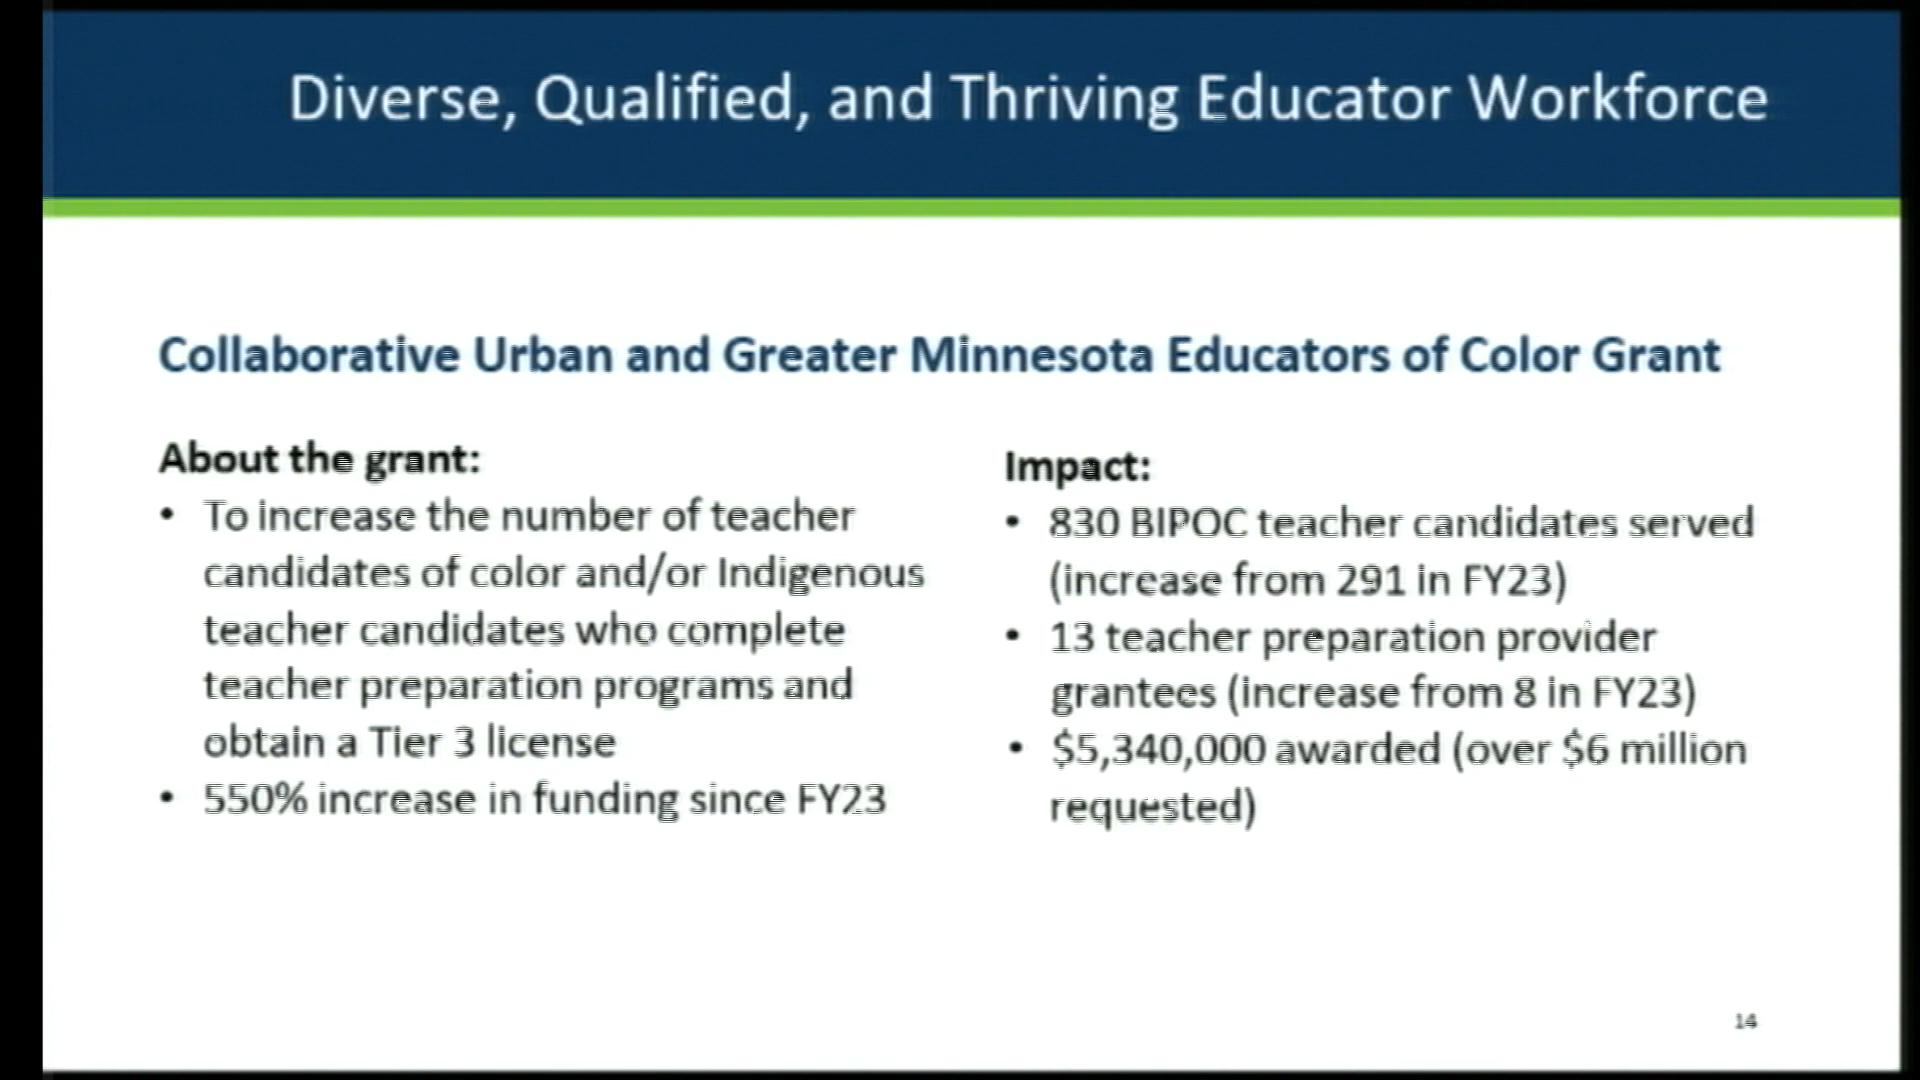 Diverse, Qualified, and Thriving Educator Workforce
Collaborative Urban and Greater Minnesota Educators of Color Grant
About the grant:
• To increase the number of teacher
candidates of color and/or Indigenous
teacher candidates who complete
teacher preparation programs and
obtain a Tier 3 license
• 550% increase in funding since FY23
Impact:
• 830 BIPOC teacher candidates served
(increase from 291 in FY23)
• 13 teacher preparation provider
grantees (increase from 8 in FY23)
• $5,340,000 awarded (over $6 million
requested)
14